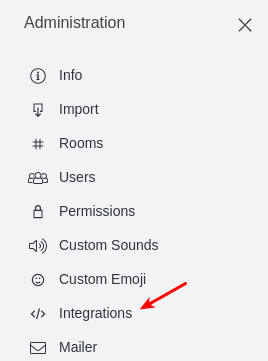 Administration
Info
Import
Rooms
Users
Permissions
Custom Sounds
Custom Emoji
Integrations
Mailer